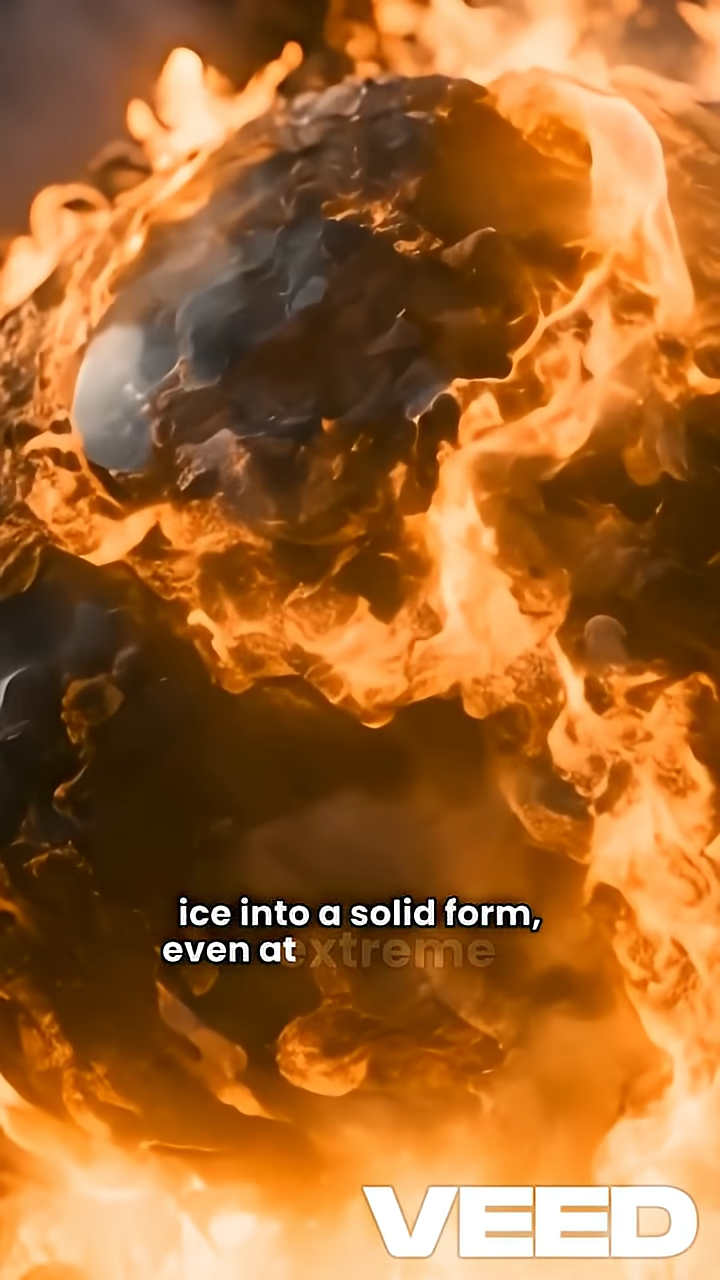 ice into a solid form,
even at extreme
VEED